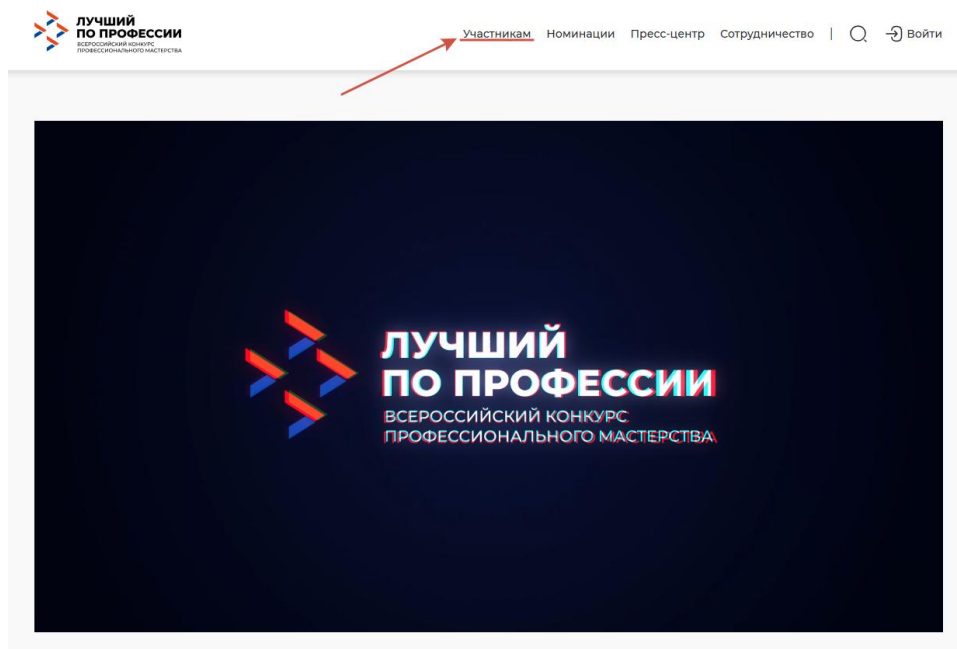 ЛУЧШИЙ
ПО ПРОФЕССИИ
ВСЕРОССИЙСКИЙ КОНКУРС
ПРОФЕССИОНАЛЬНОГО МАСТЕРСТВА
Участникам Номинации Пресс-центр Сотрудничество | Войти
ЛУЧШИЙ
ПО ПРОФЕССИИ
ВСЕРОССИЙСКИЙ КОНКУРС
ПРОФЕССИОНАЛЬНОГО МАСТЕРСТВА